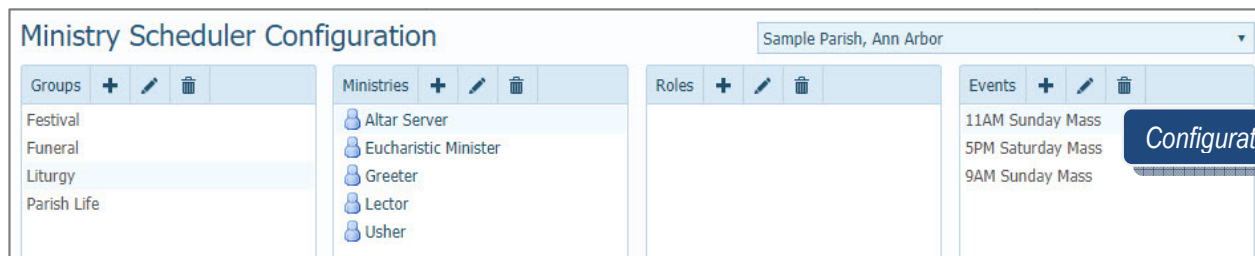 Ministry Scheduler Configuration
Sample Parish, Ann Arbor
Groups
Festival
Funeral
Liturgy
Parish Life
Ministries
Altar Server
Eucharistic Minister
Greeter
Lector
Usher
Roles
Events
11AM Sunday Mass
5PM Saturday Mass
9AM Sunday Mass
Configurat